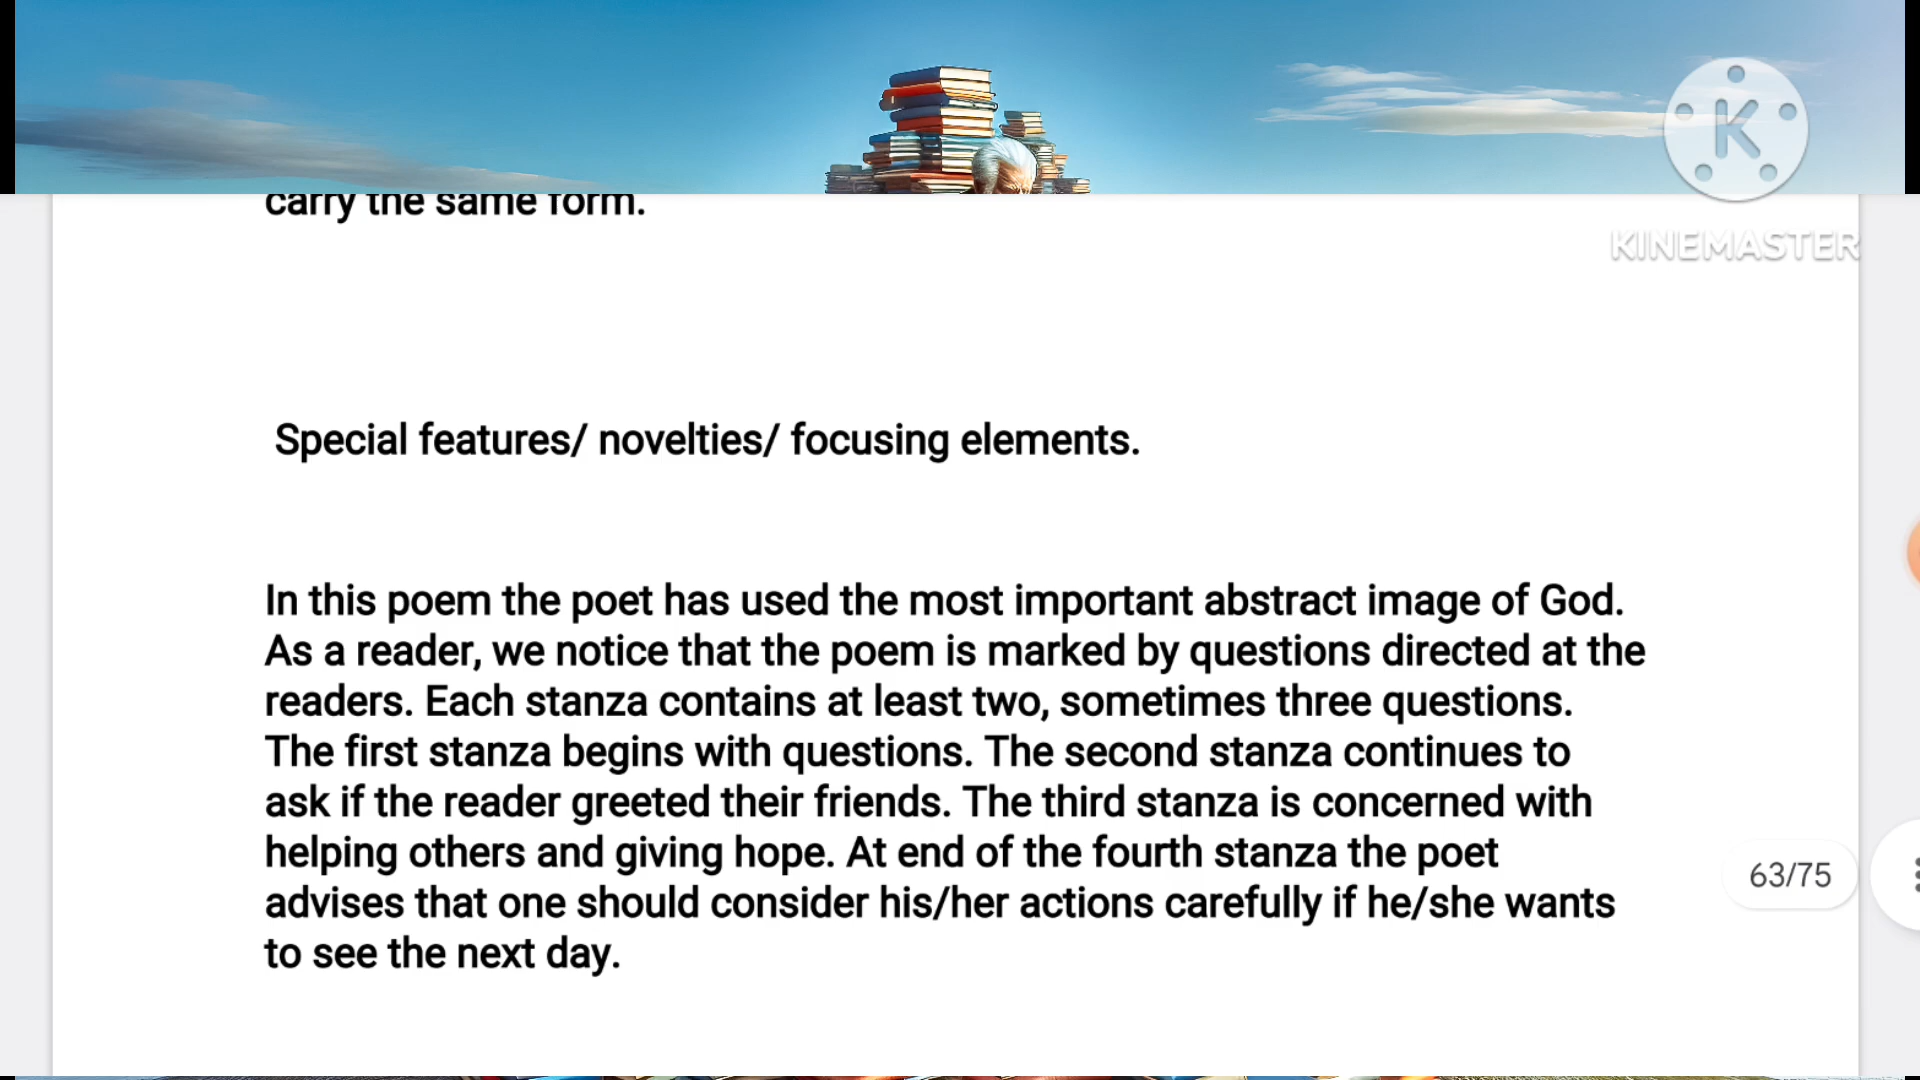 K
KINEMASTER
carry the same form.
Special features/ novelties/ focusing elements.
In this poem the poet has used the most important abstract image of God.
As a reader, we notice that the poem is marked by questions directed at the
readers. Each stanza contains at least two, sometimes three questions.
The first stanza begins with questions. The second stanza continues to
ask if the reader greeted their friends. The third stanza is concerned with
helping others and giving hope. At end of the fourth stanza the poet
advises that one should consider his/her actions carefully if he/she wants
to see the next day.
63/75